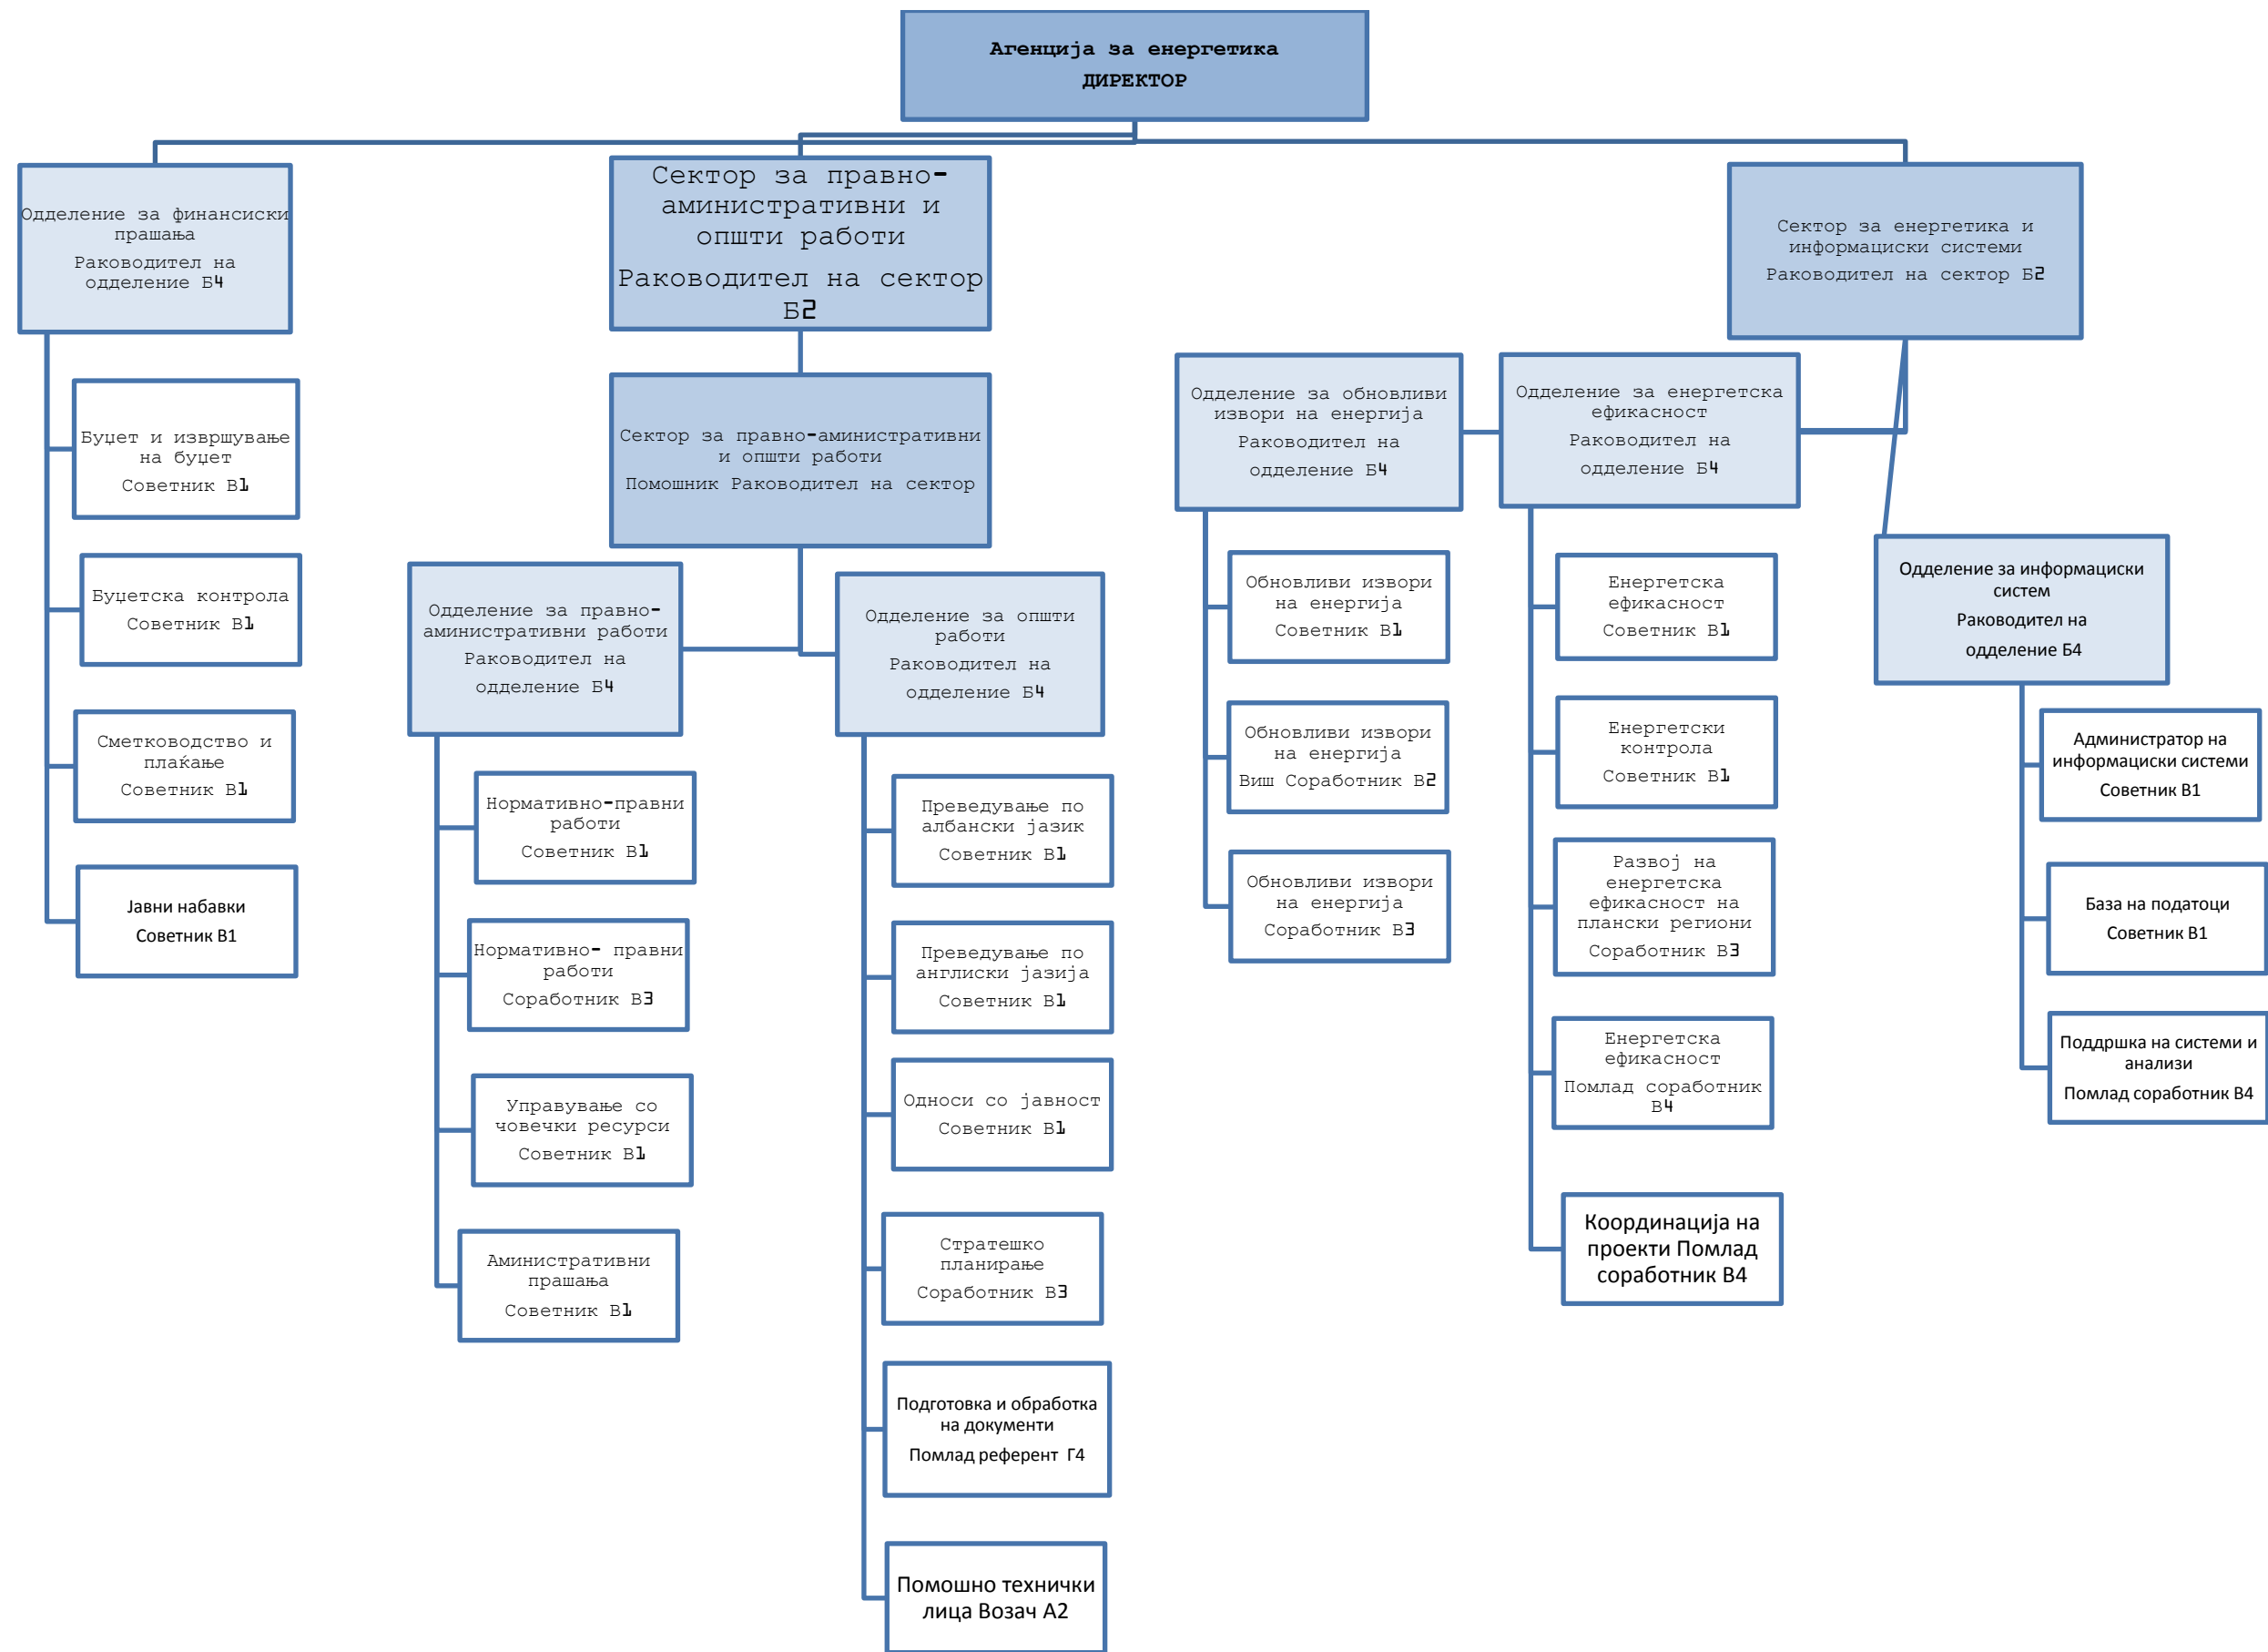 Агенција за енергетика
ДИРЕКТОР
Одделение за финансиски
прашања
Раководител на
одделение Б4
Сектор за правно-
аминистративни и
општи работи
Раководител на сектор
Б2
Сектор за енергетика и
информациски системи
Раководител на сектор Б2
Сектор за правно-аминистративни
и општи работи
Помошник Раководител на сектор
Одделение за обновливи
извори на енергија
Раководител на
одделение Б4
Одделение за енергетска
ефикасност
Раководител на
одделение Б4
Одделение за информациски
систем
Раководител на
одделение Б4
Одделение за правно-
аминистративни работи
Раководител на
одделение Б4
Одделение за општи
работи
Раководител на
одделение Б4
Буџет и извршување
на буџет
Советник В1
Буџетска контрола
Советник В1
Сметководство и
плаќање
Советник В1
Јавни набавки
Советник В1
Нормативно-правни
работи
Советник В1
Нормативно- правни
работи
Соработник В3
Управување со
човечки ресурси
Советник В1
Аминистративни
прашања
Советник В1
Преведување по
албански јазик
Советник В1
Преведување по
англиски јазија
Советник В1
Односи со јавност
Советник В1
Стратешко
планирање
Соработник В3
Подготовка и обработка
на документи
Помлад референт Г4
Помошно технички
лица Возач А2
Обновливи извори
на енергија
Советник В1
Обновливи извори
на енергија
Виш Соработник В2
Обновливи извори
на енергија
Соработник В3
Енергетска
ефикасност
Советник В1
Енергетски
контрола
Советник В1
Развој на
енергетска
ефикасност на
плански региони
Соработник В3
Енергетска
ефикасност
Помлад соработник
В4
Координација на
проекти Помлад
соработник В4
Администратор на
информациски системи
Советник В1
База на податоци
Советник В1
Поддршка на системи и
анализи
Помлад соработник В4